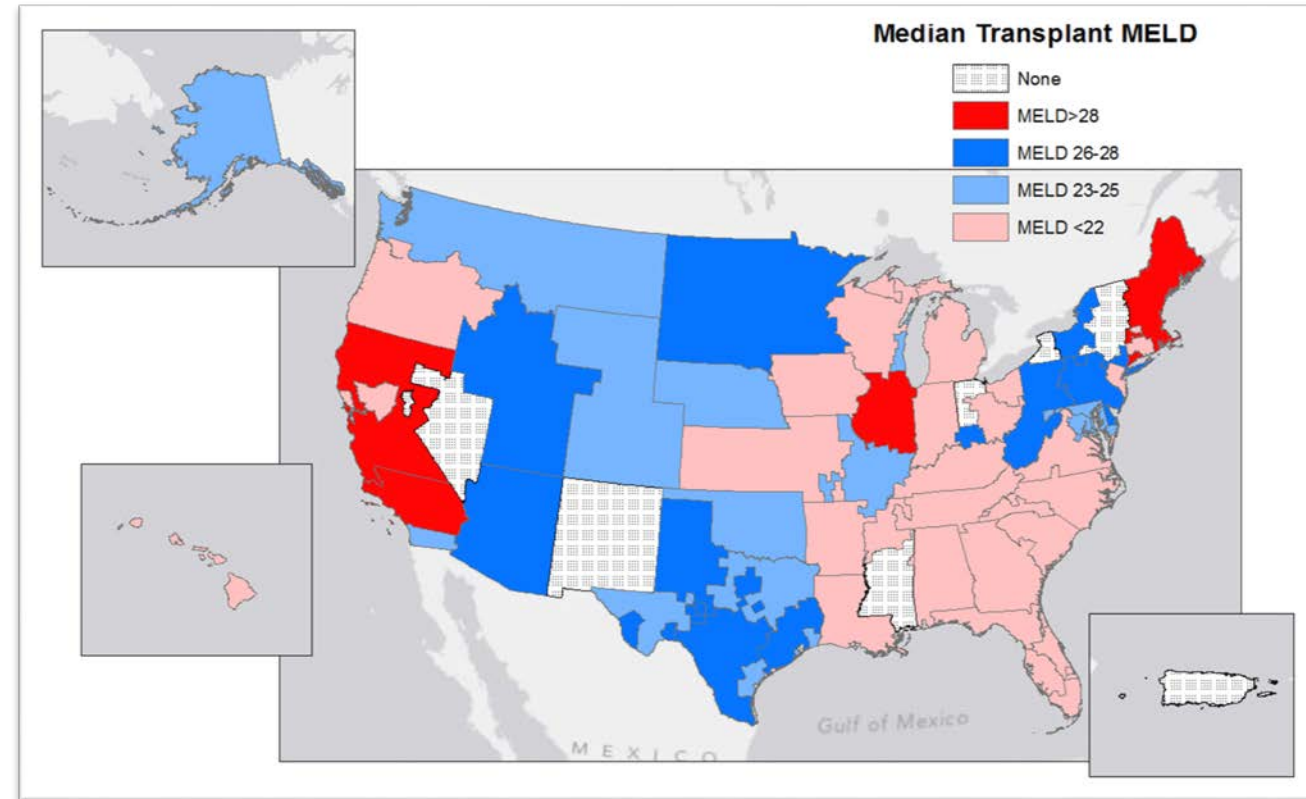 Median Transplant MELD
None
MELD>28
MELD 26-28
MELD 23-25
MELD <22
Gulf of Mexico
MEXICO